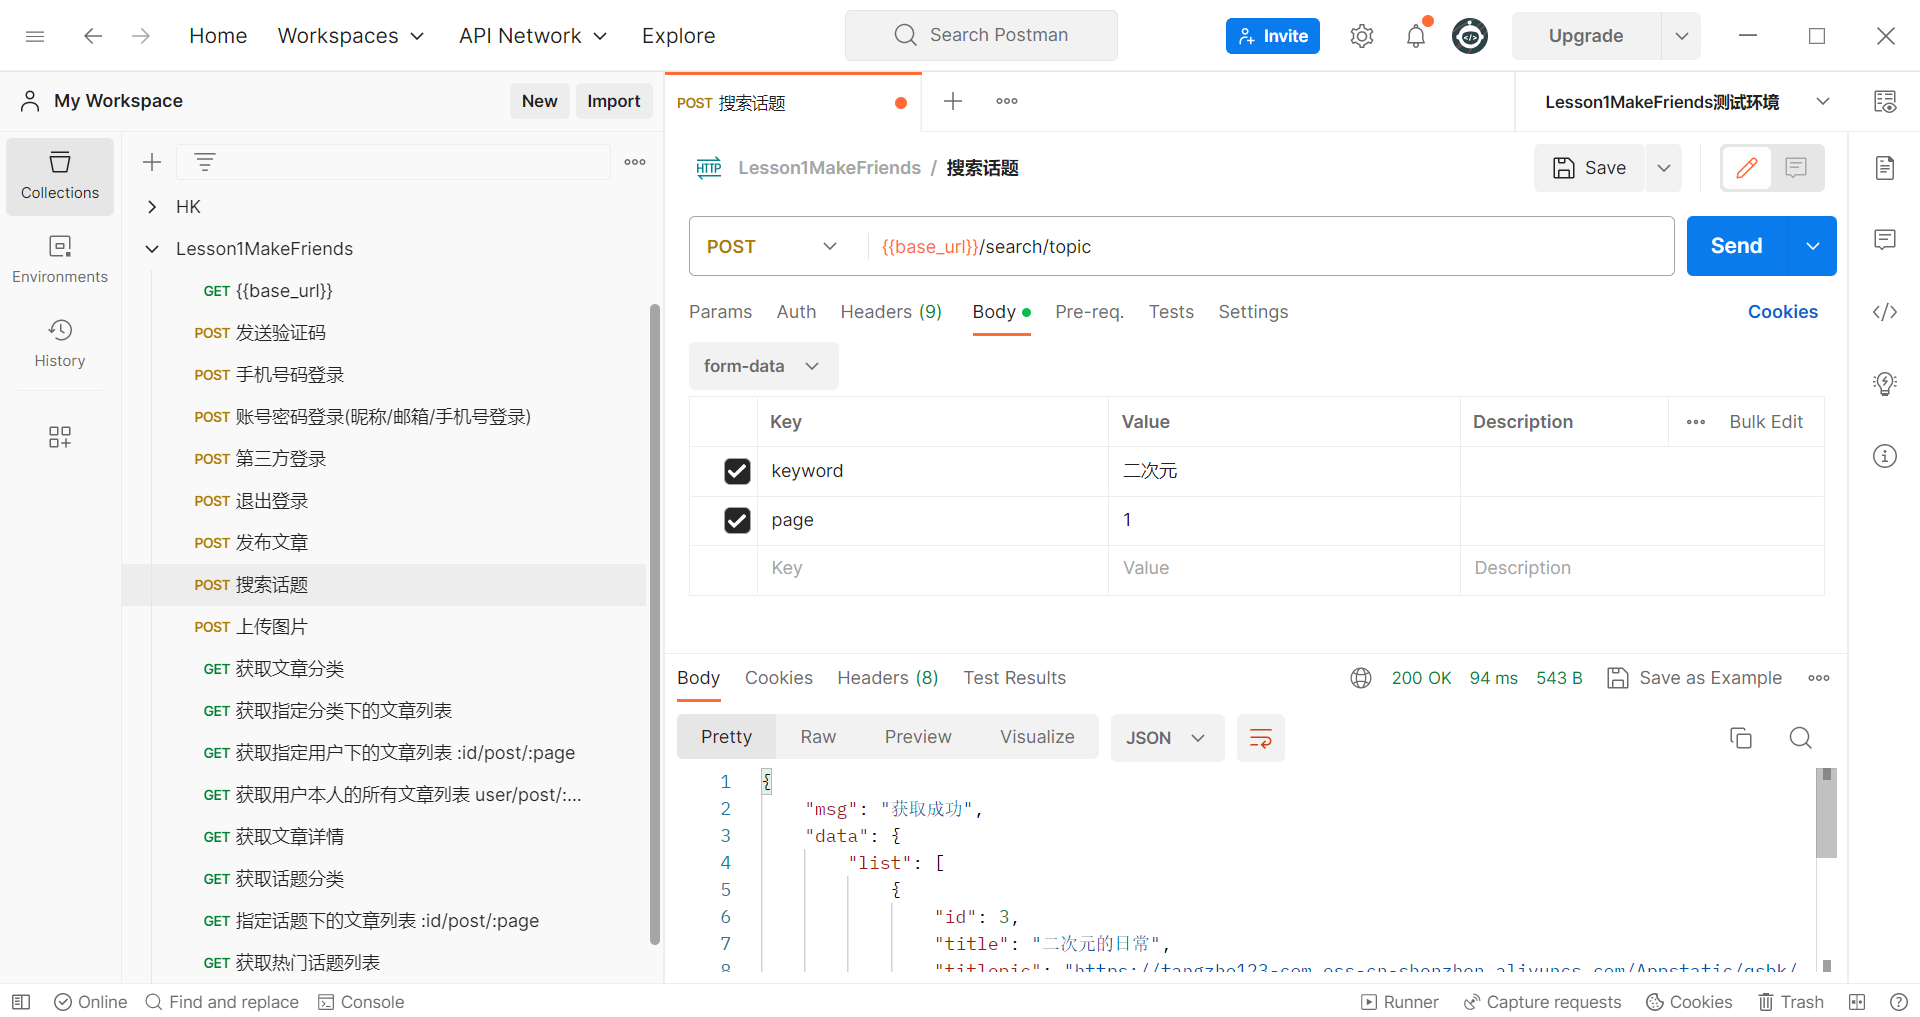 Home Workspaces API Network Explore Search Postman Invite Upgrade
My Workspace New Import
POST 搜索话题
Lesson1MakeFriends测试环境
Collections
Environments
History
HK
Lesson1MakeFriends
GET {{base_url}}
POST 发送验证码
POST 手机号码登录
POST 账号密码登录(昵称/邮箱/手机号登录)
POST 第三方登录
POST 退出登录
POST 发布文章
POST 搜索话题
POST 上传图片
GET 获取文章分类
GET 获取指定分类下的文章列表
GET 获取指定用户下的文章列表 :id/post/:page
GET 获取用户本人的所有文章列表 user/post/:...
GET 获取文章详情
GET 获取话题分类
GET 指定话题下的文章列表 :id/post/:page
GET 获取热门话题列表
HTTP Lesson1MakeFriends / 搜索话题 Save
POST {{base_url}}/search/topic Send
Params Auth Headers (9) Body Pre-req. Tests Settings Cookies
form-data
Key Value Description Bulk Edit
keyword 二次元
page 1
Key Value Description
Body Cookies Headers (8) Test Results 200 OK 94 ms 543 B Save as Example
Pretty Raw Preview Visualize JSON
1 {
2 "msg": "获取成功",
3 "data": {
4 "list": [
5 {
6 "id": 3,
7 "title": "二次元的日常",
8 "titlepic": "https://tangzhe123-com.oss-cn-shenzhen.aliyuncs.com/Appstatic/qsbk/
Online Find and replace Console Runner Capture requests Cookies Trash